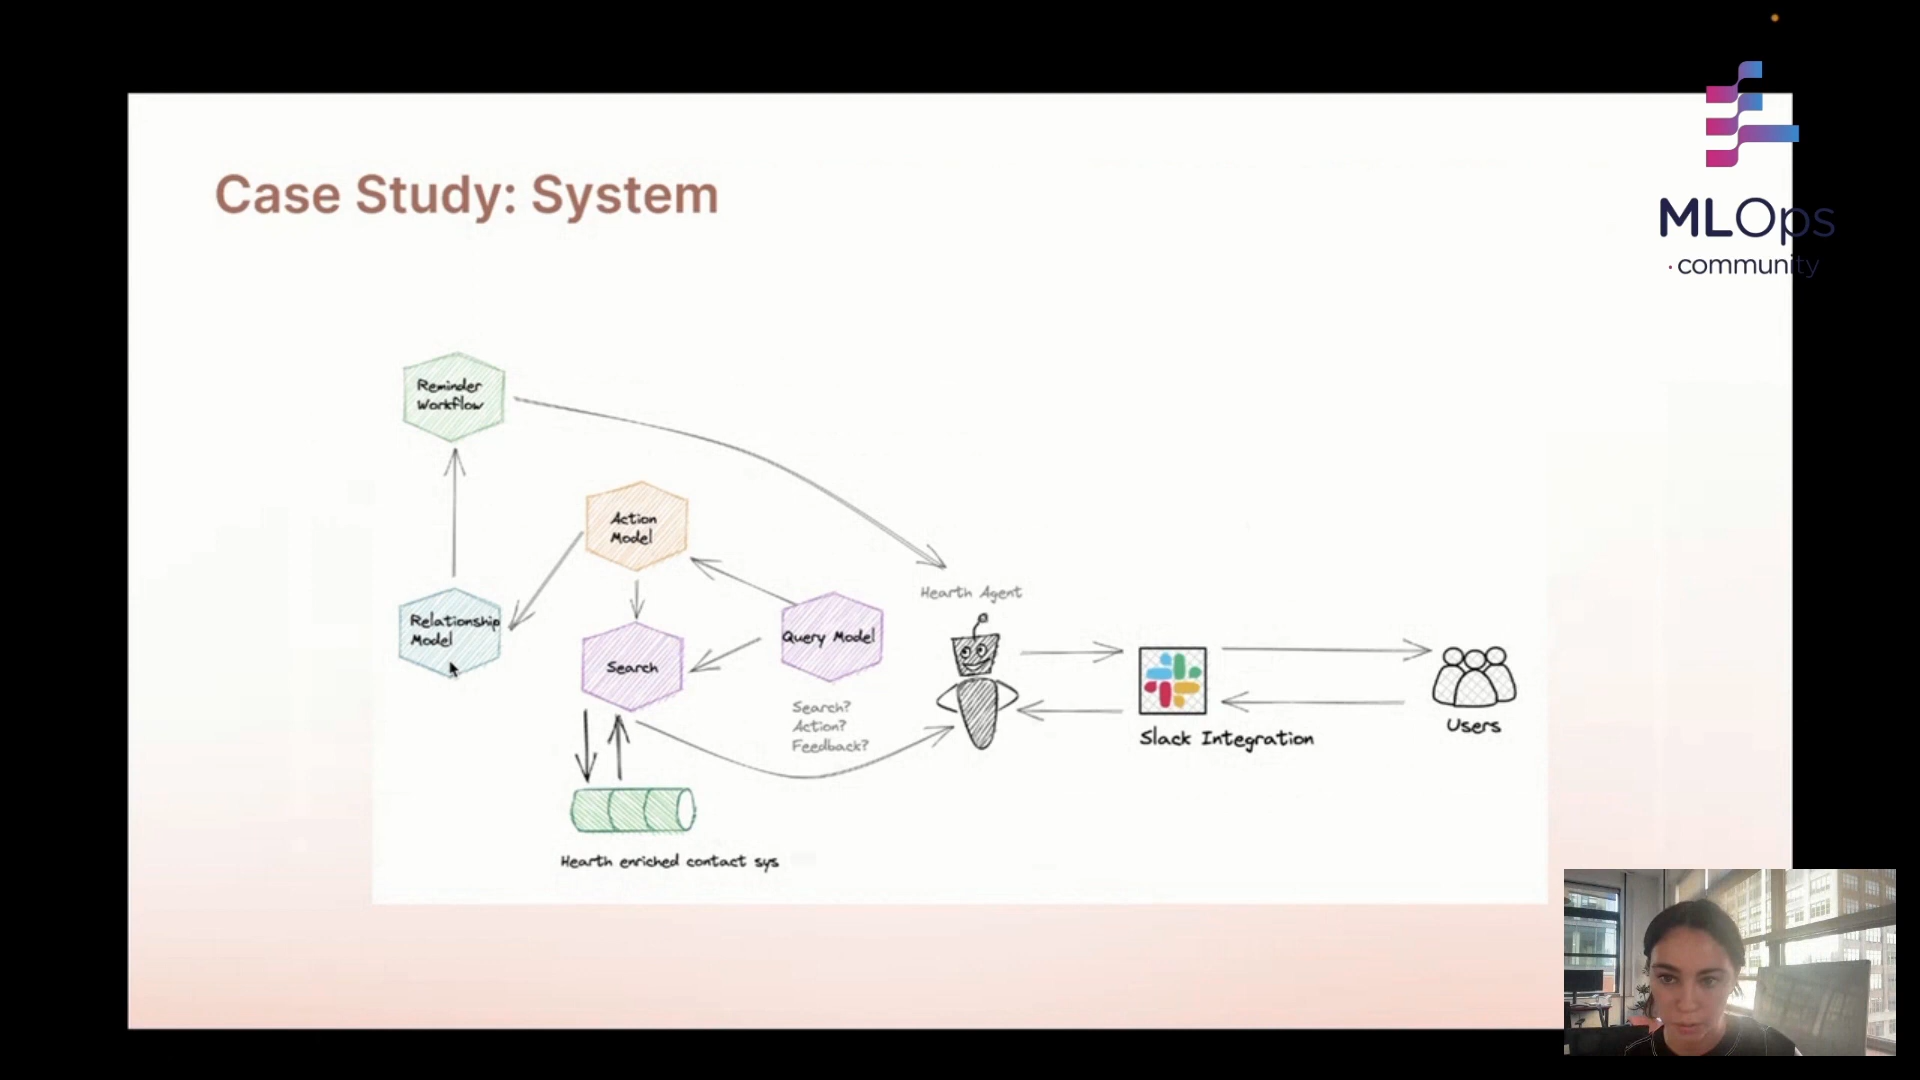 MLOps
community
Case Study: System
Reminder
Workflow
Action
Model
Relationship
Model
Search
Query Model
Search?
Action?
Feedback?
Hearth Agent
Slack Integration
Users
Hearth enriched contact sys